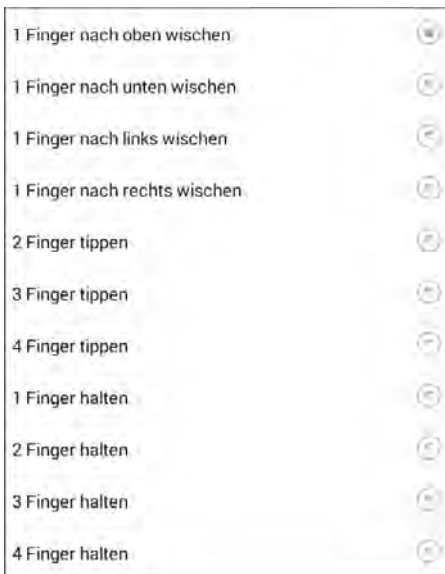 1 Finger nach oben wischen
1 Finger nach unten wischen
1 Finger nach links wischen
1 Finger nach rechts wischen
2 Finger tippen
3 Finger tippen
4 Finger tippen
1 Finger halten
2 Finger halten
3 Finger halten
4 Finger halten